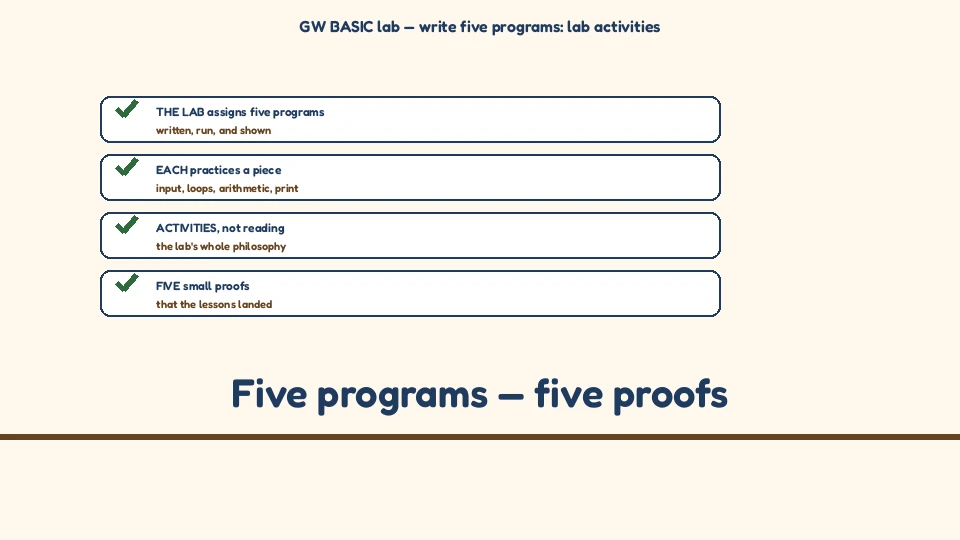 GW BASIC lab — write five programs: lab activities
THE LAB assigns five programs
written, run, and shown
EACH practices a piece
input, loops, arithmetic, print
ACTIVITIES, not reading
the lab's whole philosophy
FIVE small proofs
that the lessons landed
Five programs — five proofs